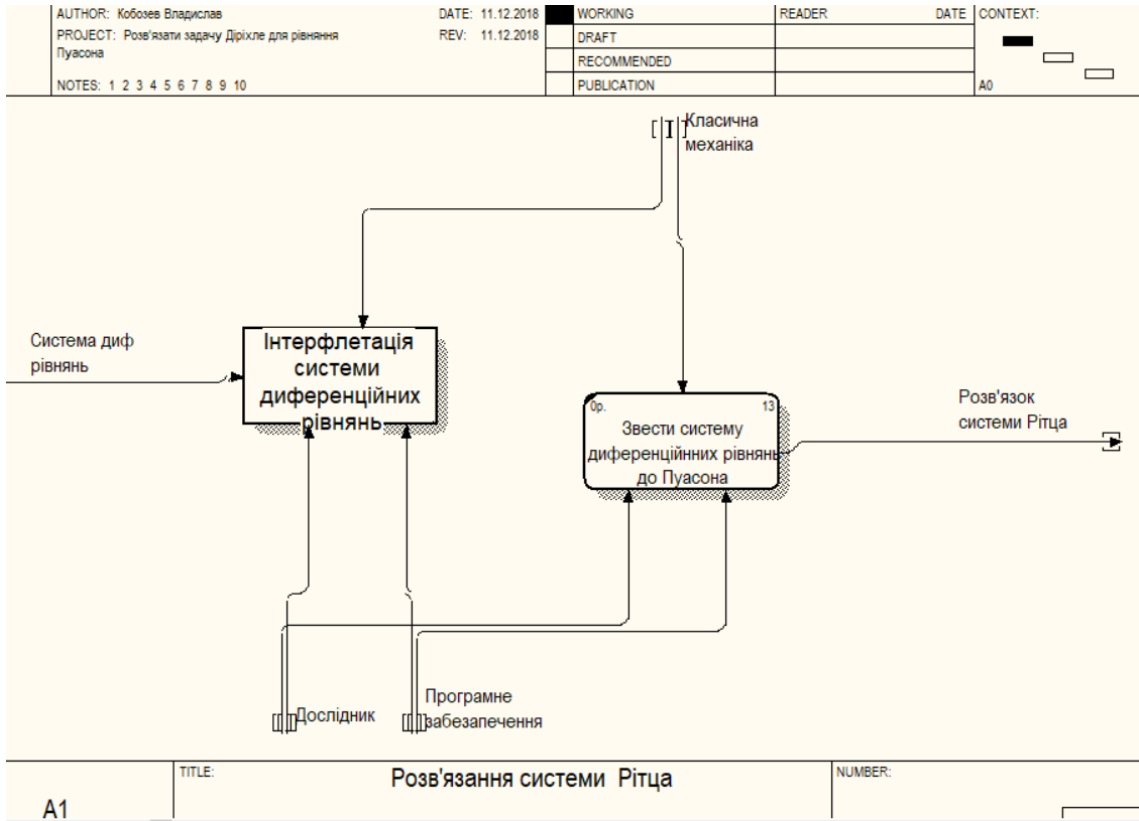 AUTHOR: Кобозев Владислав
DATE: 11.12.2018
WORKING
READER
DATE
CONTEXT:
PROJECT: Розв'язати задачу Діріхле для рівняння
Пуасона
REV: 11.12.2018
DRAFT
RECOMMENDED
NOTES: 1 2 3 4 5 6 7 8 9 10
PUBLICATION
A0
Класична
механіка
Система диф
рівнянь
Інтерфлетація
системи
диференційних
рівнянь
0р.
13
Звести систему
диференційнних рівнянь
до Пуасона
Розв'язок
системи Рітца
Дослідник
Програмне
забезапечення
A1
TITLE:
Розв'язання системи Рітца
NUMBER: